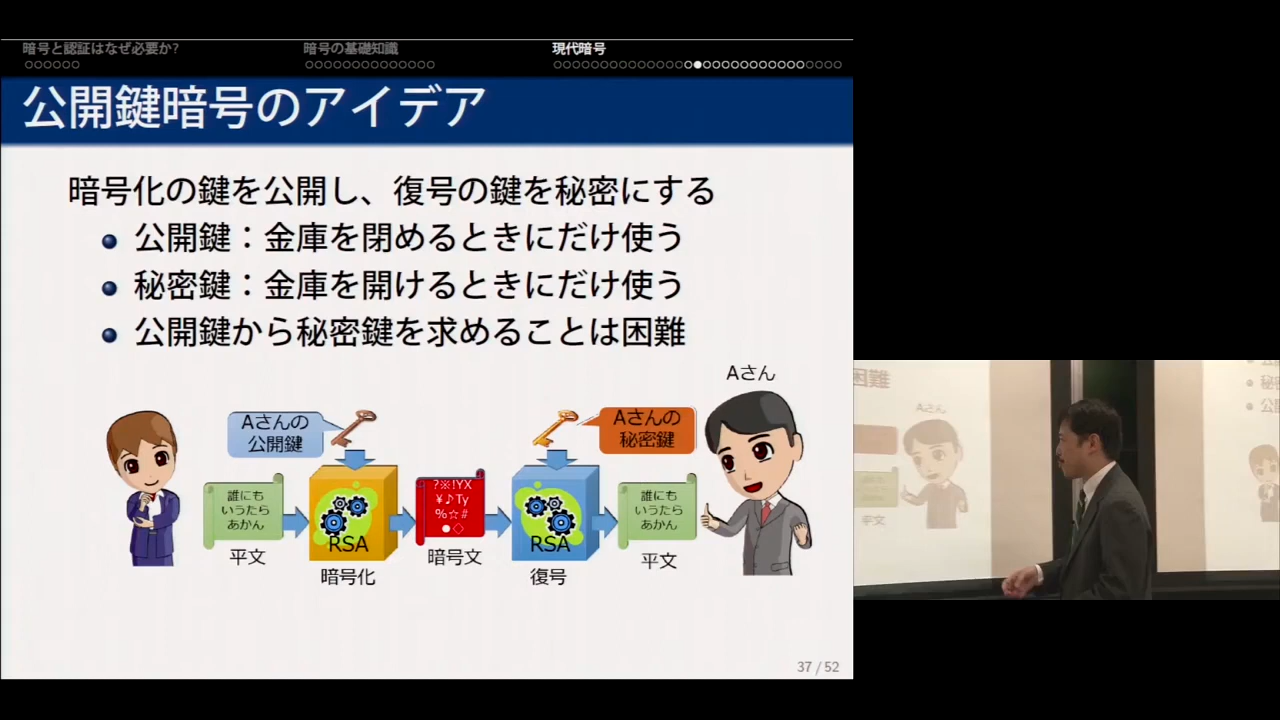 暗号と認証はなぜ必要か?
暗号の基礎知識
現代暗号
公開鍵暗号のアイデア
暗号化の鍵を公開し、復号の鍵を秘密にする
公開鍵：金庫を閉めるときにだけ使う
秘密鍵：金庫を開けるときにだけ使う
公開鍵から秘密鍵を求めることは困難
Aさん
Aさんの
公開鍵
Aさんの
秘密鍵
誰にも
いうたら
あかん
平文
RSA
暗号化
?※!YX
¥♪Ty
%☆#
●◇
暗号文
RSA
復号
誰にも
いうたら
あかん
平文
37 / 52
困難
Aさん
平文
秘
公